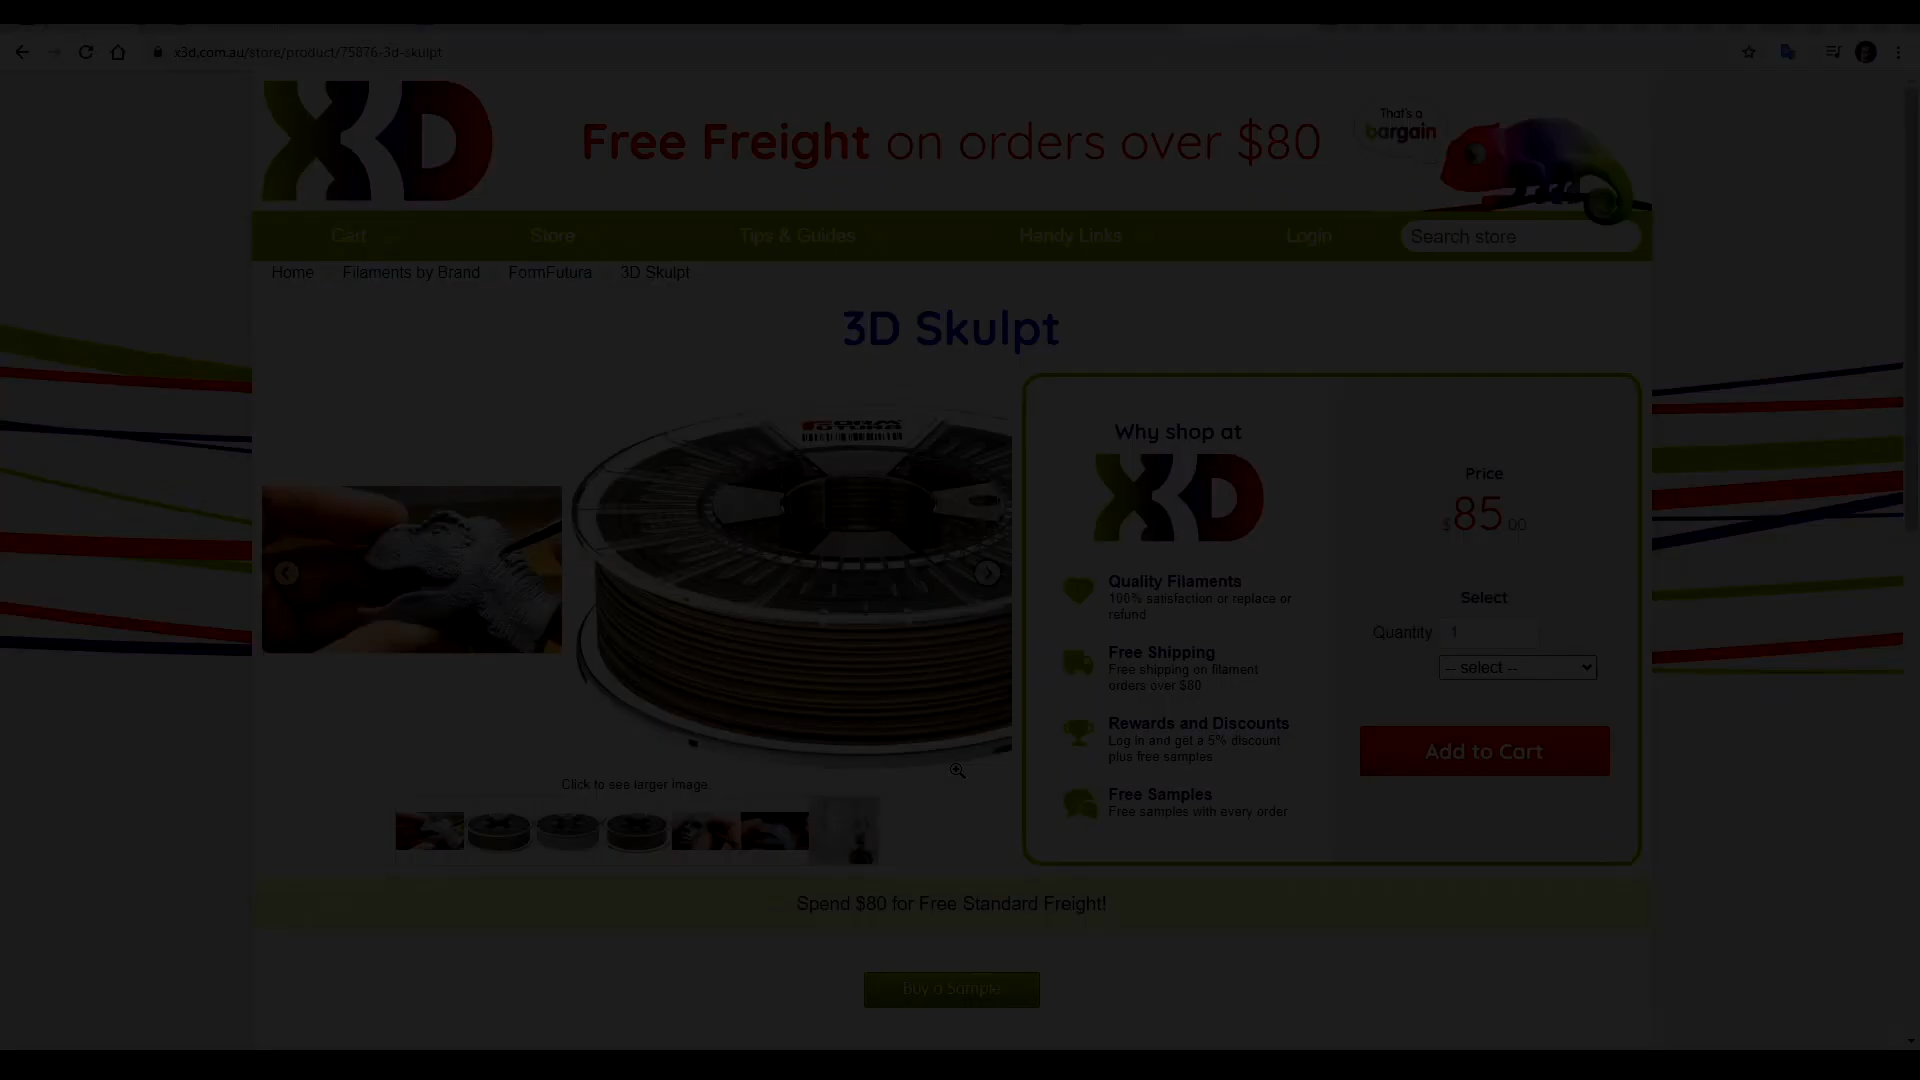 x3d.com.au/store/product/75876-3d-skulpt
X3D
Free Freight on orders over $80
That's a
bargain
Cart
Store
Tips & Guides
Handy Links
Login
Search store
Home
Filaments by Brand
FormFutura
3D Skulpt
3D Skulpt
FORM
FUTURA
Click to see larger image.
Why shop at
X3D
Quality Filaments
100% satisfaction or replace or
refund
Free Shipping
Free shipping on filament
orders over $80
Rewards and Discounts
Log in and get a 5% discount
plus free samples
Free Samples
Free samples with every order
Price
$85.00
Select
Quantity 1
-- select --
Add to Cart
Spend $80 for Free Standard Freight!
Buy a Sample